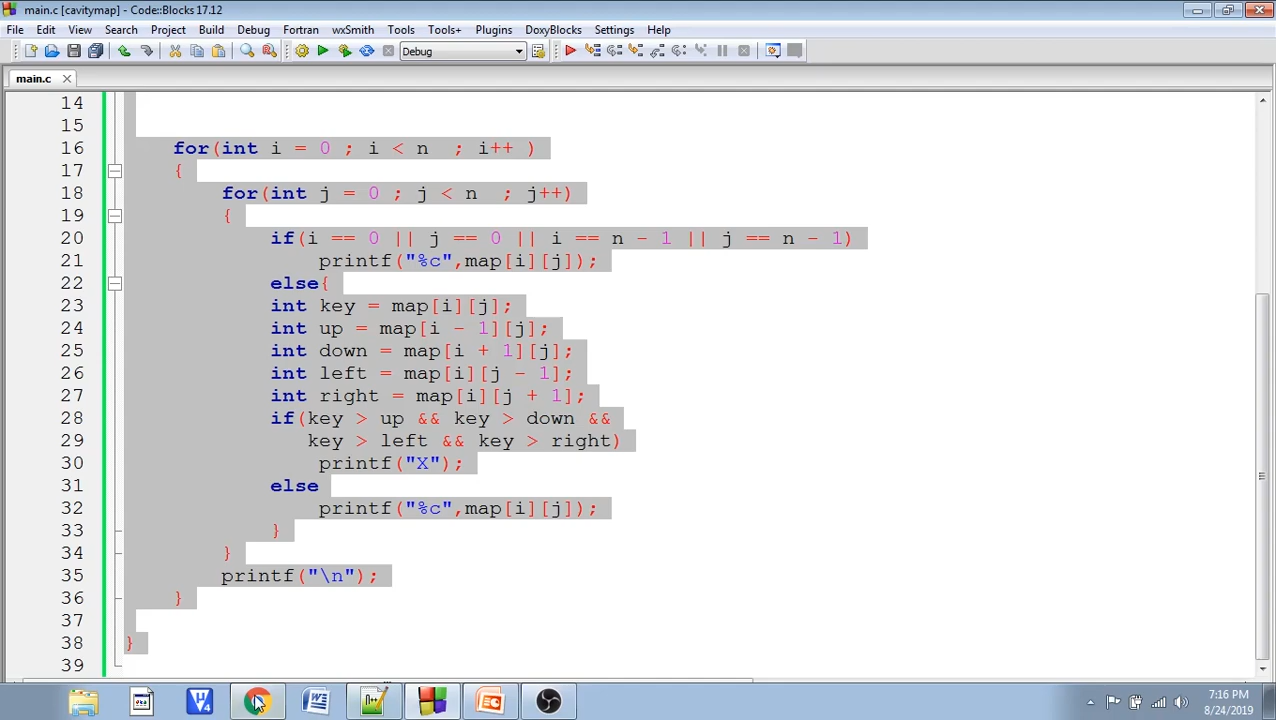 main.c [cavitymap] - Code::Blocks 17.12
File Edit View Search Project Build Debug Fortran wxSmith Tools Tools+ Plugins DoxyBlocks Settings Help
Debug
main.c
14
15
16 for(int i = 0 ; i < n  ; i++ )
17 {
18 for(int j = 0 ; j < n  ; j++)
19 {
20 if(i == 0 || j == 0 || i == n - 1 || j == n - 1)
21 printf("%c",map[i][j]);
22 else{
23 int key = map[i][j];
24 int up = map[i - 1][j];
25 int down = map[i + 1][j];
26 int left = map[i][j - 1];
27 int right = map[i][j + 1];
28 if(key > up && key > down &&
29 key > left && key > right)
30 printf("X");
31 else
32 printf("%c",map[i][j]);
33 }
34 }
35 printf("\n");
36 }
37
38 }
39
7:16 PM
8/24/2019